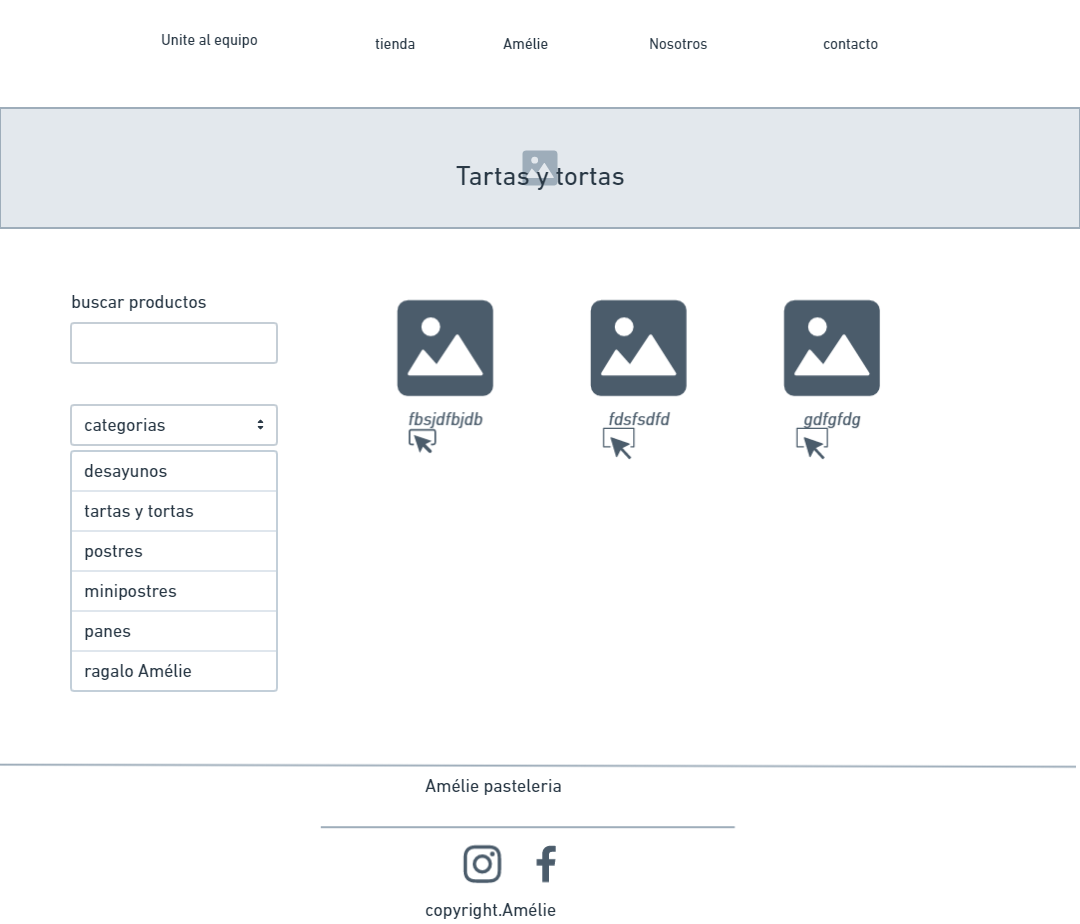 Unite al equipo
tienda
Amélie
Nosotros
contacto
Tartas y tortas
buscar productos
categorias
desayunos
tartas y tortas
postres
minipostres
panes
ragalo Amélie
fbsjdfbjdb
fdsfsdfd
gdfgfdg
Amélie pasteleria
copyright.Amélie